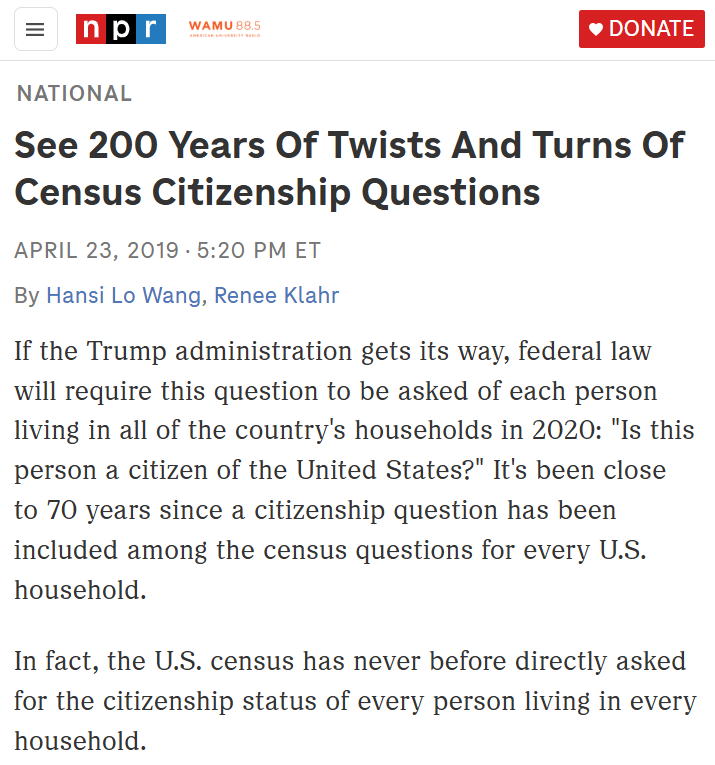 npr
WAMU 88.5
AMERICAN UNIVERSITY RADIO
DONATE
NATIONAL
See 200 Years Of Twists And Turns Of
Census Citizenship Questions
APRIL 23, 2019 · 5:20 PM ET
By Hansi Lo Wang, Renee Klahr
If the Trump administration gets its way, federal law
will require this question to be asked of each person
living in all of the country's households in 2020: "Is this
person a citizen of the United States?" It's been close
to 70 years since a citizenship question has been
included among the census questions for every U.S.
household.
In fact, the U.S. census has never before directly asked
for the citizenship status of every person living in every
household.